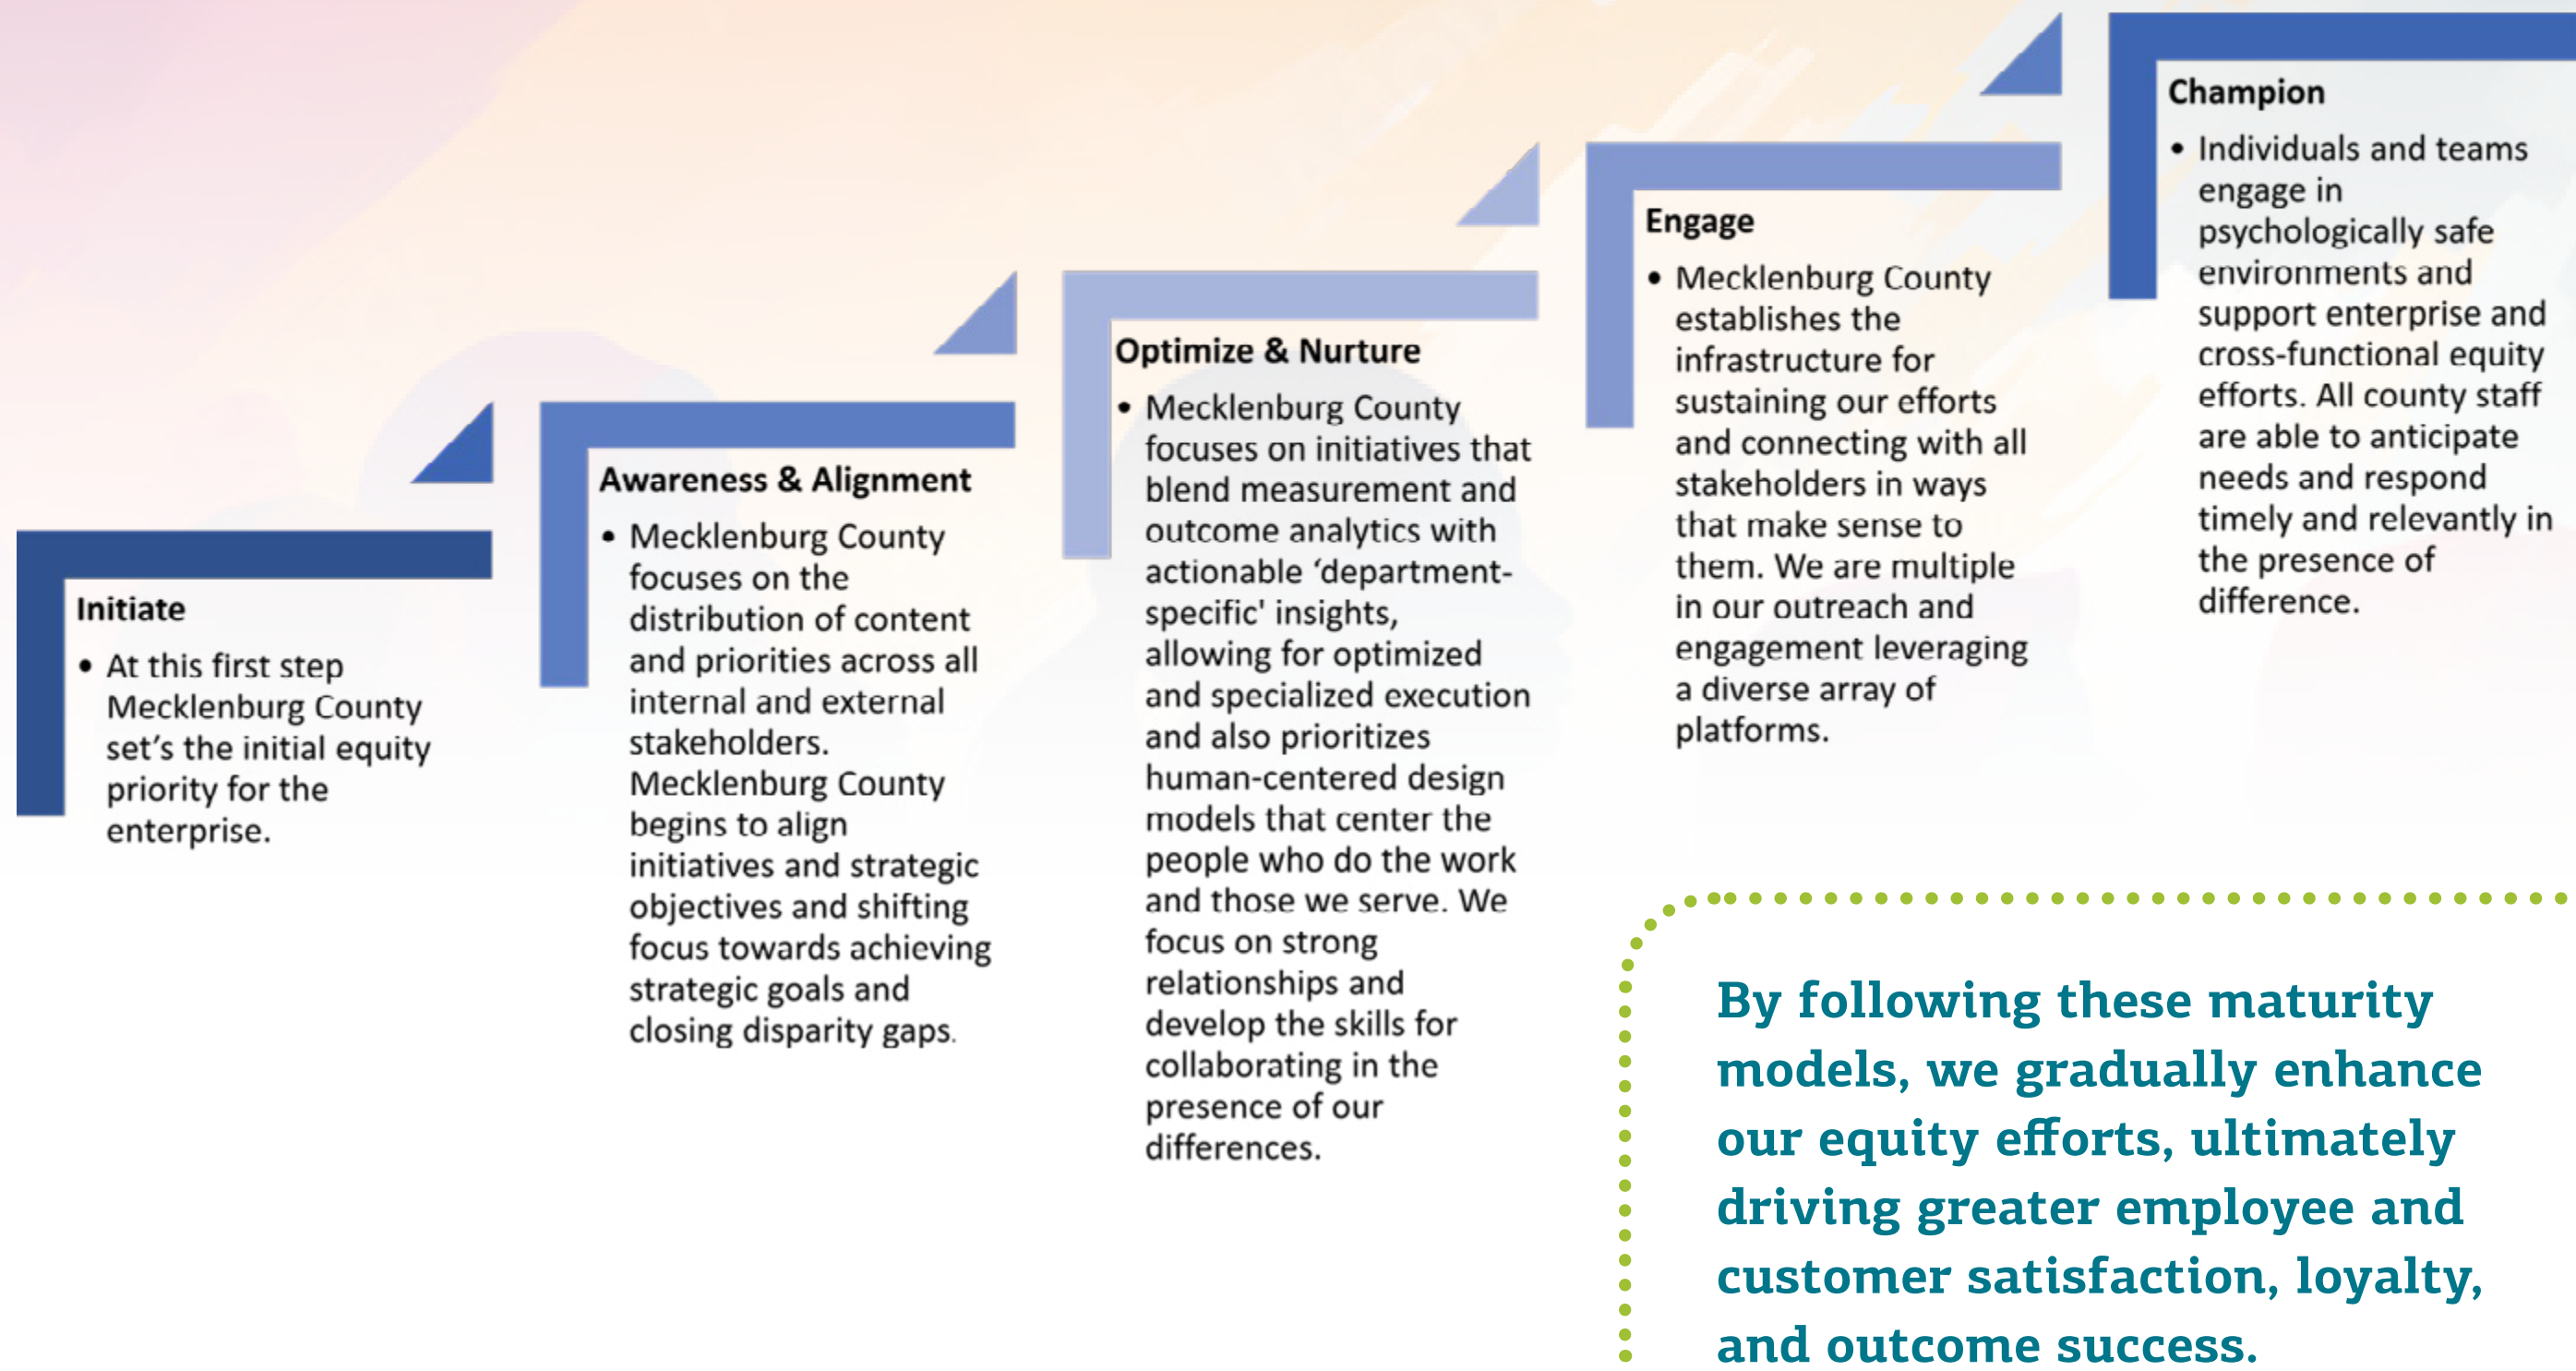 Initiate
• At this first step
Mecklenburg County
set’s the initial equity
priority for the
enterprise.
Awareness & Alignment
• Mecklenburg County
focuses on the
distribution of content
and priorities across all
internal and external
stakeholders.
Mecklenburg County
begins to align
initiatives and strategic
objectives and shifting
focus towards achieving
strategic goals and
closing disparity gaps.
Optimize & Nurture
• Mecklenburg County
focuses on initiatives that
blend measurement and
outcome analytics with
actionable ‘department-
specific' insights,
allowing for optimized
and specialized execution
and also prioritizes
human-centered design
models that center the
people who do the work
and those we serve. We
focus on strong
relationships and
develop the skills for
collaborating in the
presence of our
differences.
Engage
• Mecklenburg County
establishes the
infrastructure for
sustaining our efforts
and connecting with all
stakeholders in ways
that make sense to
them. We are multiple
in our outreach and
engagement leveraging
a diverse array of
platforms.
Champion
• Individuals and teams
engage in
psychologically safe
environments and
support enterprise and
cross-functional equity
efforts. All county staff
are able to anticipate
needs and respond
timely and relevantly in
the presence of
difference.
By following these maturity
models, we gradually enhance
our equity efforts, ultimately
driving greater employee and
customer satisfaction, loyalty,
and outcome success.